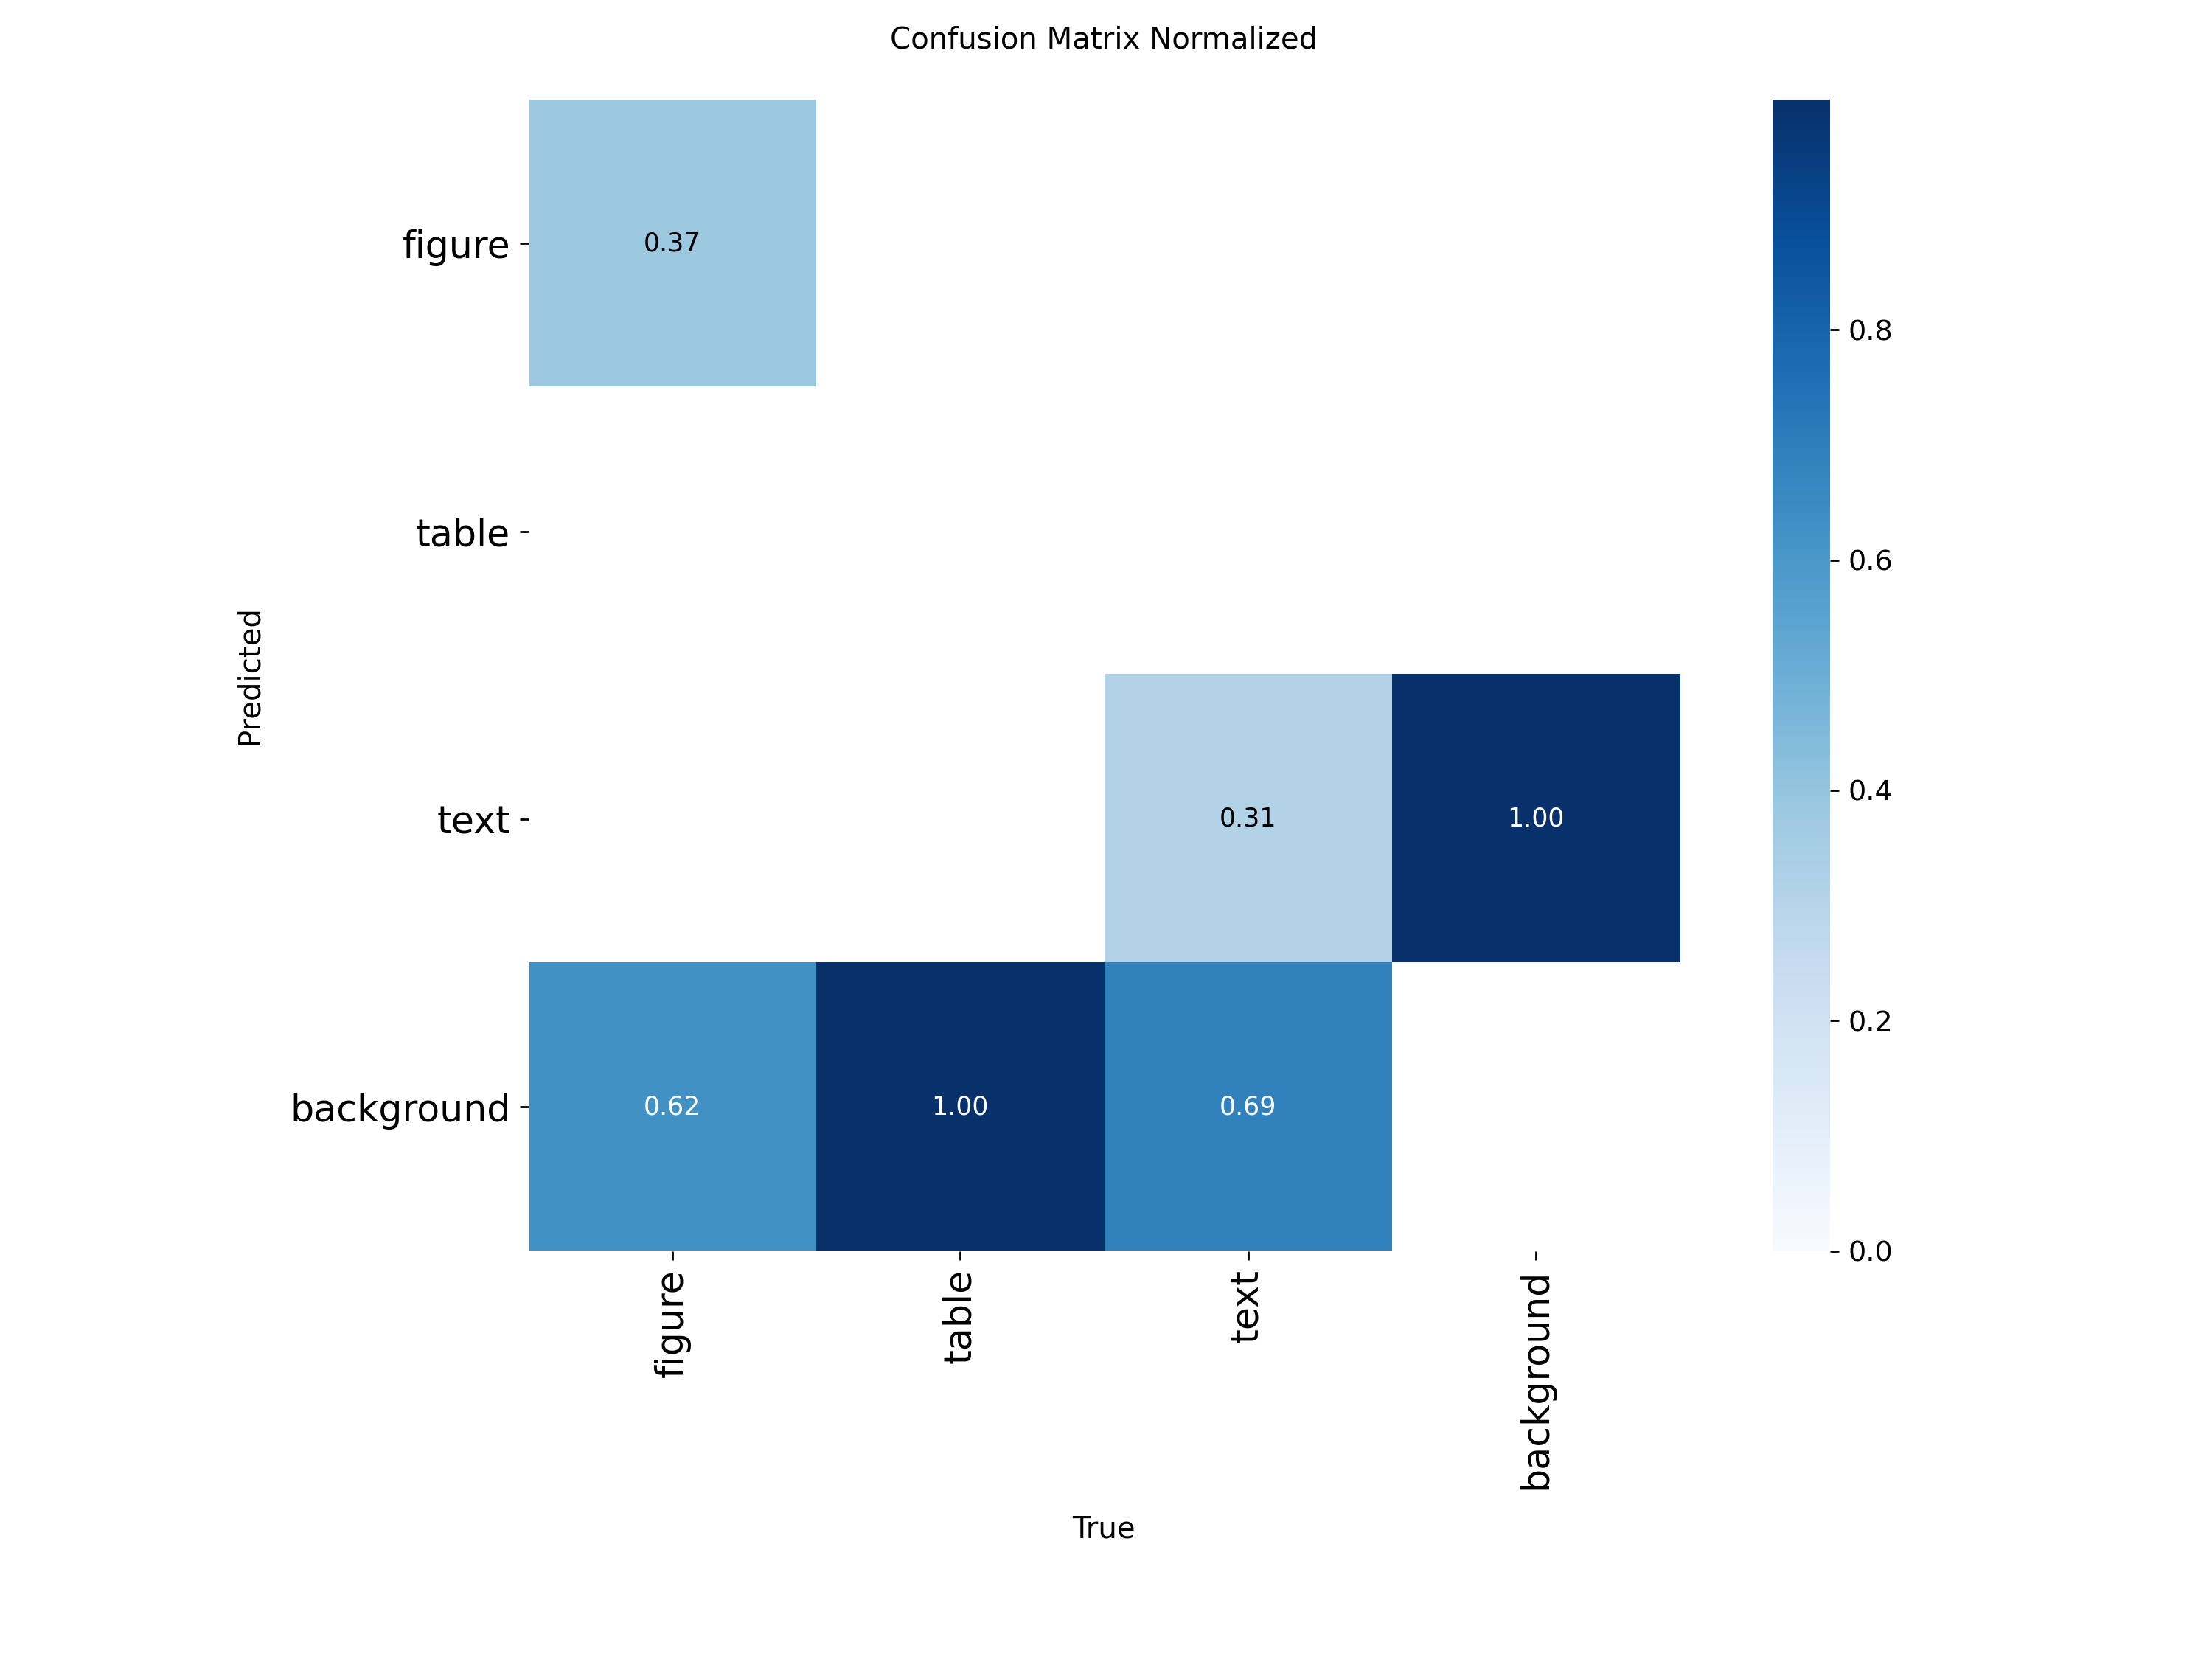 Confusion Matrix Normalized
figure
0.37
table
text
0.31
1.00
background
0.62
1.00
0.69
figure
table
text
background
Predicted
True
0.8
0.6
0.4
0.2
0.0